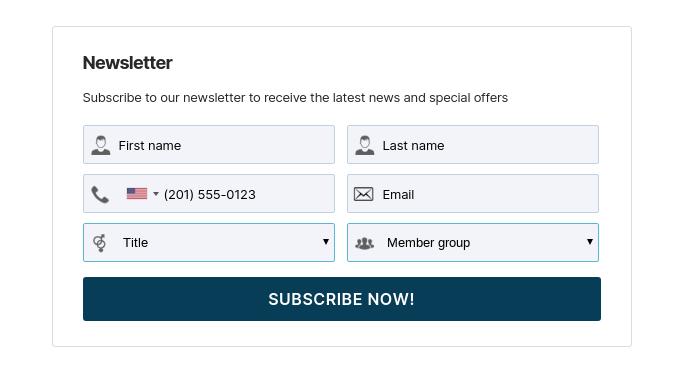 Newsletter
Subscribe to our newsletter to receive the latest news and special offers
First name
Last name
(201) 555-0123
Email
Title
Member group
SUBSCRIBE NOW!